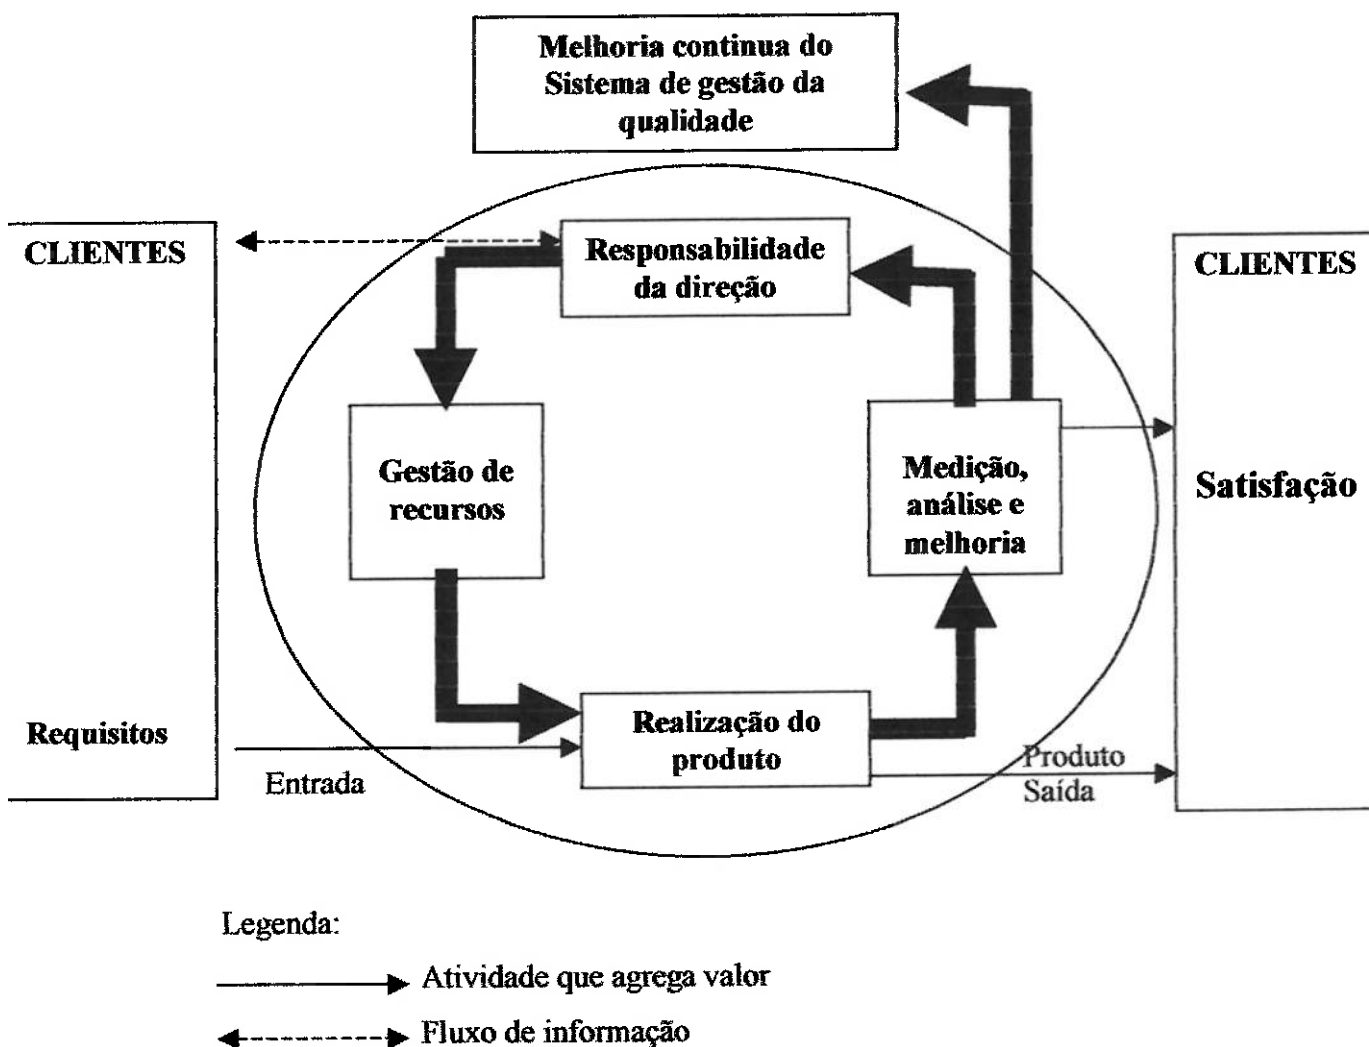 Melhoria continua do
Sistema de gestão da
qualidade
CLIENTES
Responsabilidade
da direção
CLIENTES
Gestão de
recursos
Medição,
análise e
melhoria
Satisfação
Requisitos
Entrada
Realização do
produto
Produto
Saída
Legenda:
Atividade que agrega valor
Fluxo de informação